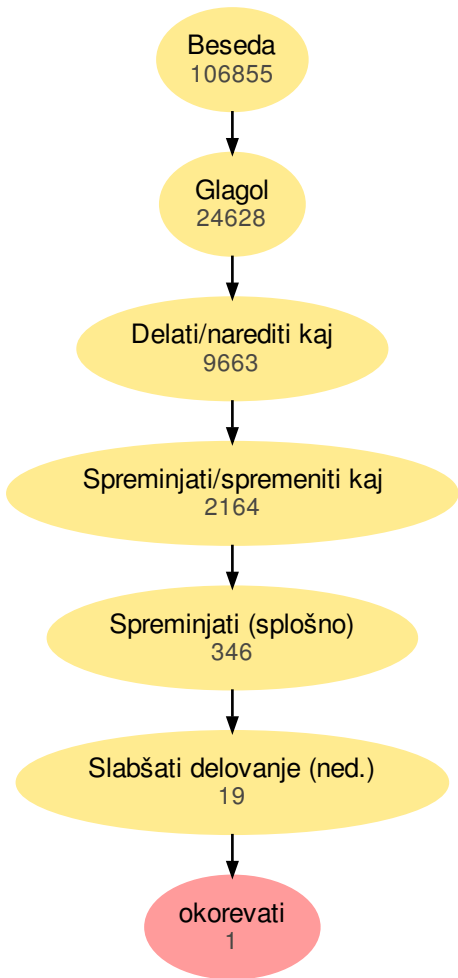 Beseda
106855
Glagol
24628
Delati/narediti kaj
9663
Spreminjati/spremeniti kaj
2164
Spreminjati (splošno)
346
Slabšati delovanje (ned.)
19
okorevati
1